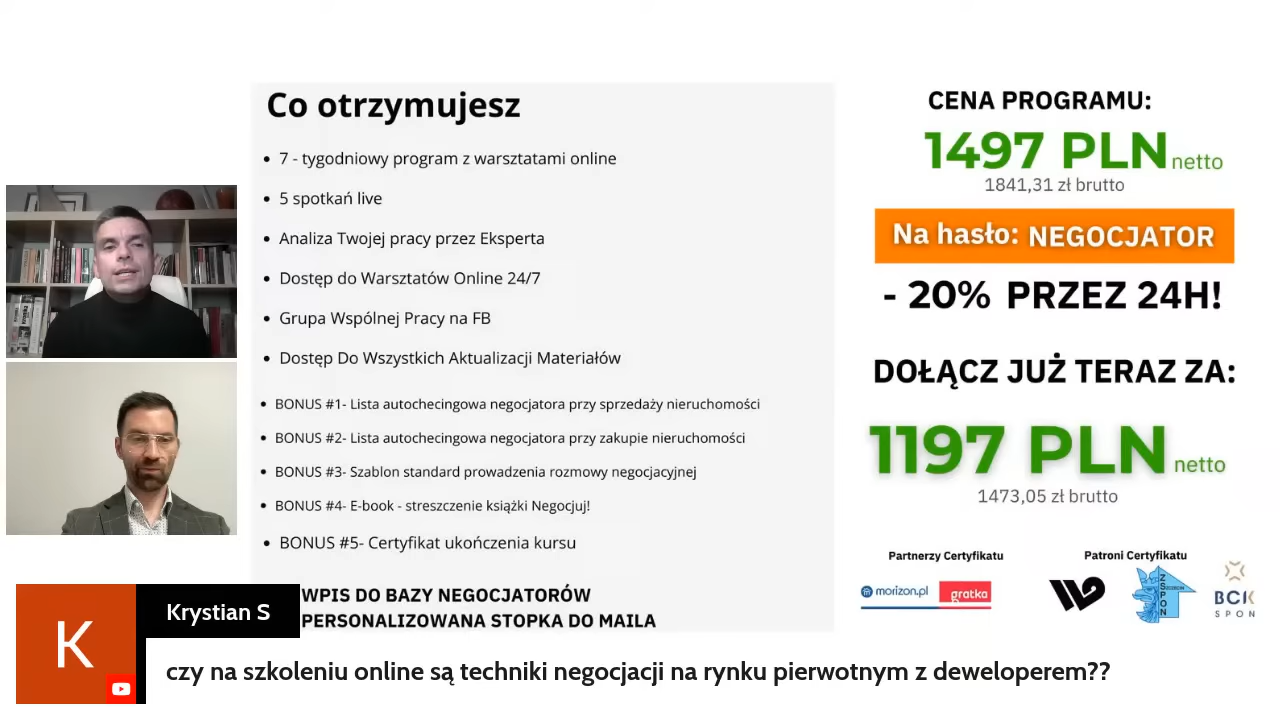 Co otrzymujesz
7 - tygodniowy program z warsztatami online
5 spotkań live
Analiza Twojej pracy przez Eksperta
Dostęp do Warsztatów Online 24/7
Grupa Wspólnej Pracy na FB
Dostęp Do Wszystkich Aktualizacji Materiałów
BONUS #1- Lista autochecingowa negocjatora przy sprzedaży nieruchomości
BONUS #2- Lista autochecingowa negocjatora przy zakupie nieruchomości
BONUS #3- Szablon standard prowadzenia rozmowy negocjacyjnej
BONUS #4- E-book - streszczenie książki Negocjuj!
BONUS #5- Certyfikat ukończenia kursu
WPIS DO BAZY NEGOCJATORÓW
PERSONALIZOWANA STOPKA DO MAILA
CENA PROGRAMU:
1497 PLN netto
1841,31 zł brutto
Na hasło: NEGOCJATOR
- 20% PRZEZ 24H!
DOŁĄCZ JUŻ TERAZ ZA:
1197 PLN netto
1473,05 zł brutto
Partnerzy Certyfikatu
morizon.pl gratka
Patroni Certyfikatu
ZSPON
BCK
SPON
K
Krystian S
czy na szkoleniu online są techniki negocjacji na rynku pierwotnym z deweloperem??